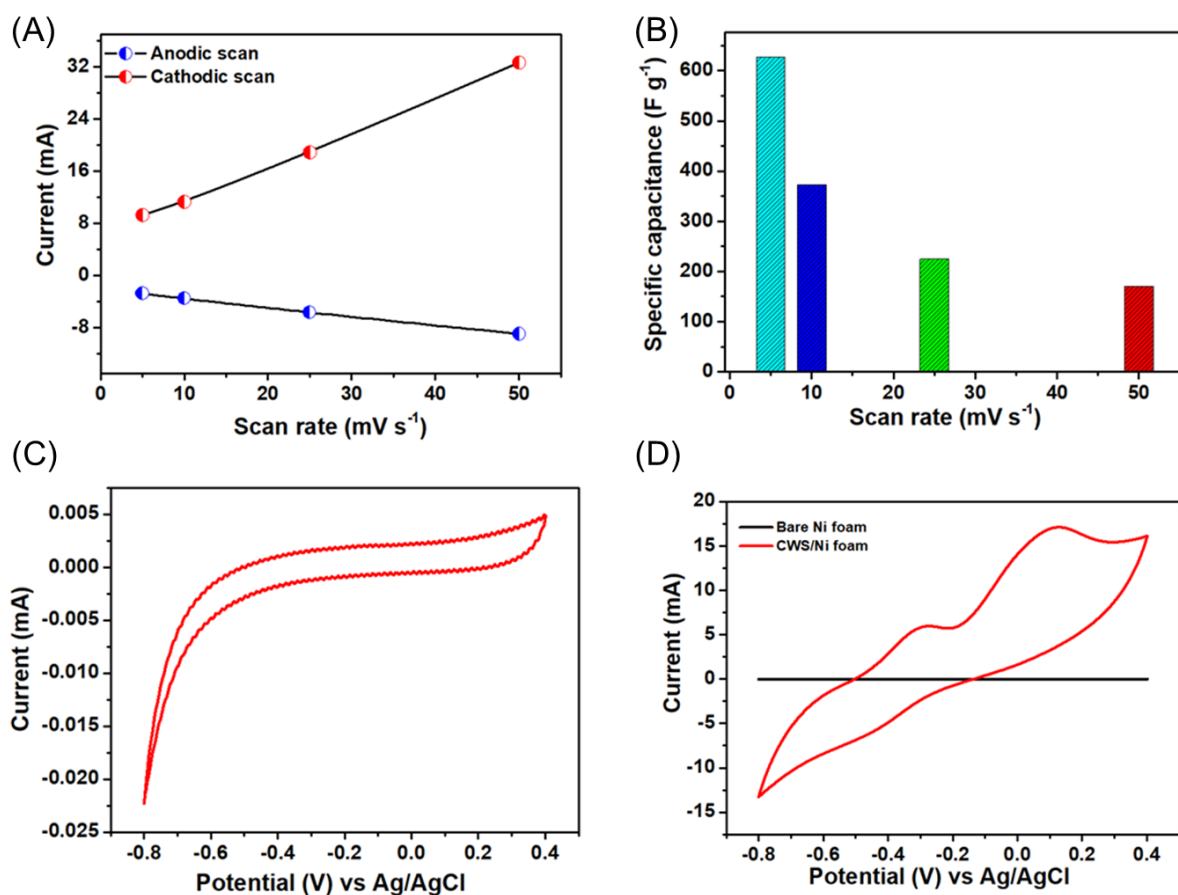 (A)
Anodic scan
Cathodic scan
32
24
16
8
0
-8
Current (mA)
0 10 20 30 40 50
Scan rate (mV s⁻¹)
(B)
600
500
400
300
200
100
0
Specific capacitance (F g⁻¹)
0 10 20 30 40 50
Scan rate (mV s⁻¹)
(C)
0.005
0.000
-0.005
-0.010
-0.015
-0.020
-0.025
Current (mA)
-0.8 -0.6 -0.4 -0.2 0.0 0.2 0.4
Potential (V) vs Ag/AgCl
(D)
Bare Ni foam
CWS/Ni foam
20
15
10
5
0
-5
-10
-15
Current (mA)
-0.8 -0.6 -0.4 -0.2 0.0 0.2 0.4
Potential (V) vs Ag/AgCl